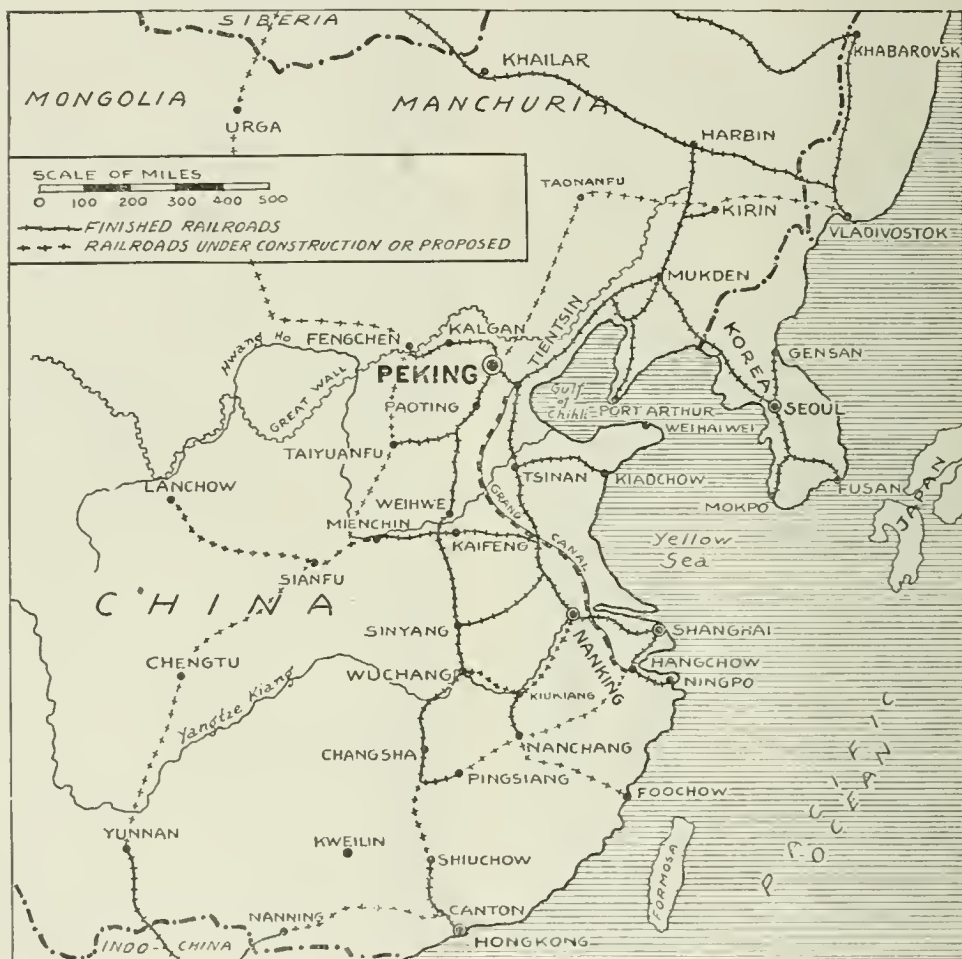 SIBERIA
KHABAROVSK
KHAILAR
MONGOLIA
MANCHURIA
URGA
HARBIN
SCALE OF MILES
0 100 200 300 400 500
FINISHED RAILROADS
RAILROADS UNDER CONSTRUCTION OR PROPOSED
TAONANFU
KIRIN
VLADIVOSTOK
MUKDEN
TIENTSIN
Hwang Ho
FENGCHEN
KALGAN
KOREA
GENSAN
GREAT WALL
PEKING
Gulf
of
Chihli
PAOTING
PORT ARTHUR
SEOUL
WEIHAIWEI
TAIYUANFU
LANCHOW
TSINAN
KIAOCHOW
FUSAN
JAPAN
WEIHWE
GRAND CANAL
MOKPO
MIENCHIN
KAIFENG
Yellow
Sea
SIANFU
CHINA
SINYANG
NANKING
SHANGHAI
CHENGTU
WUCHANG
HANGCHOW
KIUKIANG
NINGPO
Yangtze Kiang
CHANGSHA
NANCHANG
PINGSIANG
FOOCHOW
PACIFIC
OCEAN
YUNNAN
KWEILIN
SHIUCHOW
FORMOSA
NANNING
CANTON
INDO-CHINA
HONGKONG